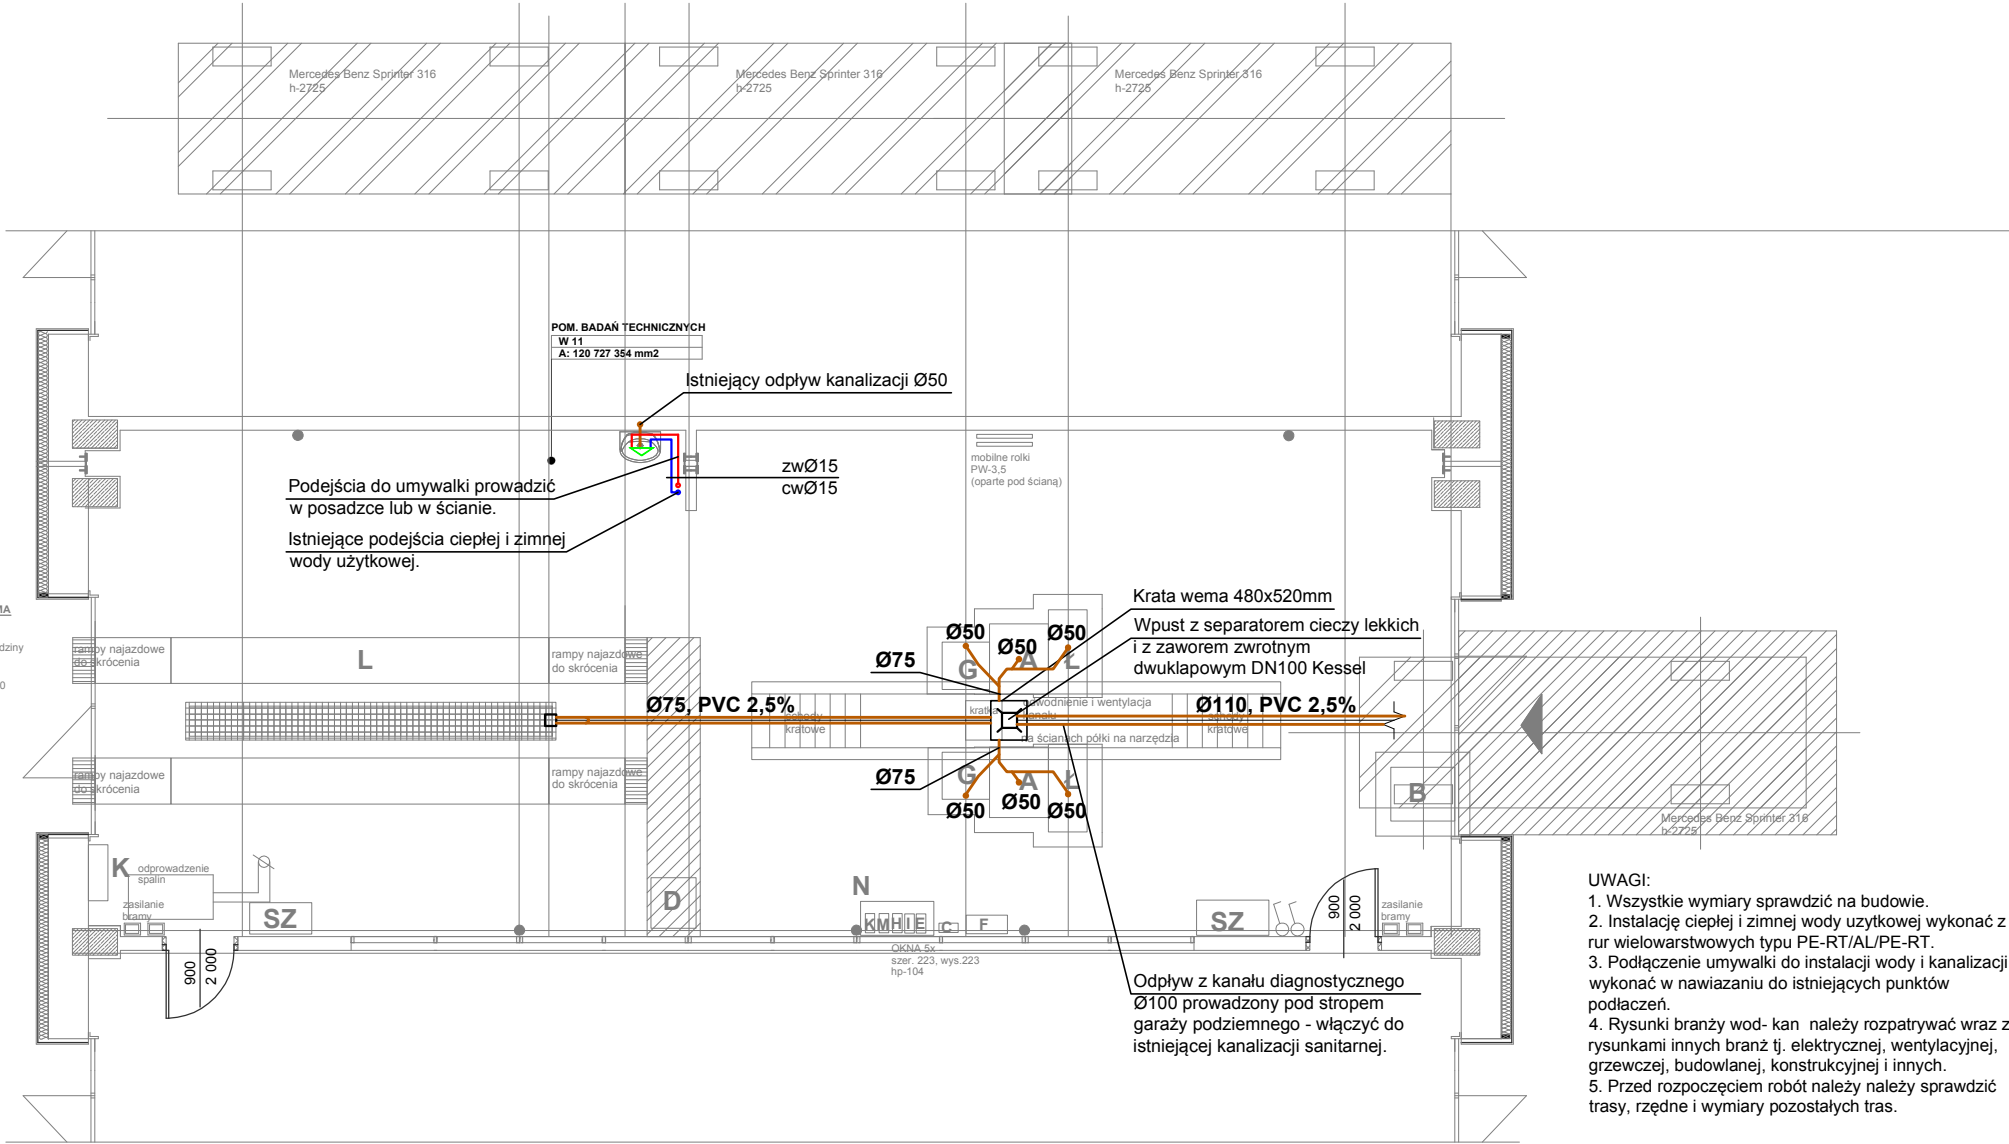 Mercedes Benz Sprinter 316
h-2725
Mercedes Benz Sprinter 316
h-2725
Mercedes Benz Sprinter 316
h-2725
POM. BADAŃ TECHNICZNYCH
W 11
A: 120 727 354 mm2
Istniejący odpływ kanalizacji Ø50
zwØ15
cwØ15
Podejścia do umywalki prowadzić
w posadzce lub w ścianie.
Istniejące podejścia ciepłej i zimnej
wody użytkowej.
mobilne rolki
PW-3,5
(oparte pod ścianą)
Krata wema 480x520mm
Wpust z separatorem cieczy lekkich
i z zaworem zwrotnym
dwuklapowym DN100 Kessel
MA
dziny
0
rampy najazdowe
do skrócenia
L
rampy najazdowe
do skrócenia
Ø50
Ø50
Ø50
Ø75
G
A
Ł
Ø75, PVC 2,5%
schody
kratowe
kratka
odwodnienie i wentylacja
kanału
na ścianach półki na narzędzia
Ø110, PVC 2,5%
schody
kratowe
rampy najazdowe
do skrócenia
rampy najazdowe
do skrócenia
Ø75
G
A
Ł
Ø50
Ø50
Ø50
B
Mercedes Benz Sprinter 316
h-2725
K
odprowadzenie
spalin
zasilanie
bramy
SZ
D
N
K M H I E
C
F
SZ
zasilanie
bramy
900
2 000
900
2 000
OKNA 5x
szer. 223, wys.223
hp-104
Odpływ z kanału diagnostycznego
Ø100 prowadzony pod stropem
garaży podziemnego - włączyć do
istniejącej kanalizacji sanitarnej.
UWAGI:
1. Wszystkie wymiary sprawdzić na budowie.
2. Instalację ciepłej i zimnej wody uzytkowej wykonać z
rur wielowarstwowych typu PE-RT/AL/PE-RT.
3. Podłączenie umywalki do instalacji wody i kanalizacji
wykonać w nawiazaniu do istniejących punktów
podłaczeń.
4. Rysunki branży wod- kan należy rozpatrywać wraz z
rysunkami innych branż tj. elektrycznej, wentylacyjnej,
grzewczej, budowlanej, konstrukcyjnej i innych.
5. Przed rozpoczęciem robót należy należy sprawdzić
trasy, rzędne i wymiary pozostałych tras.